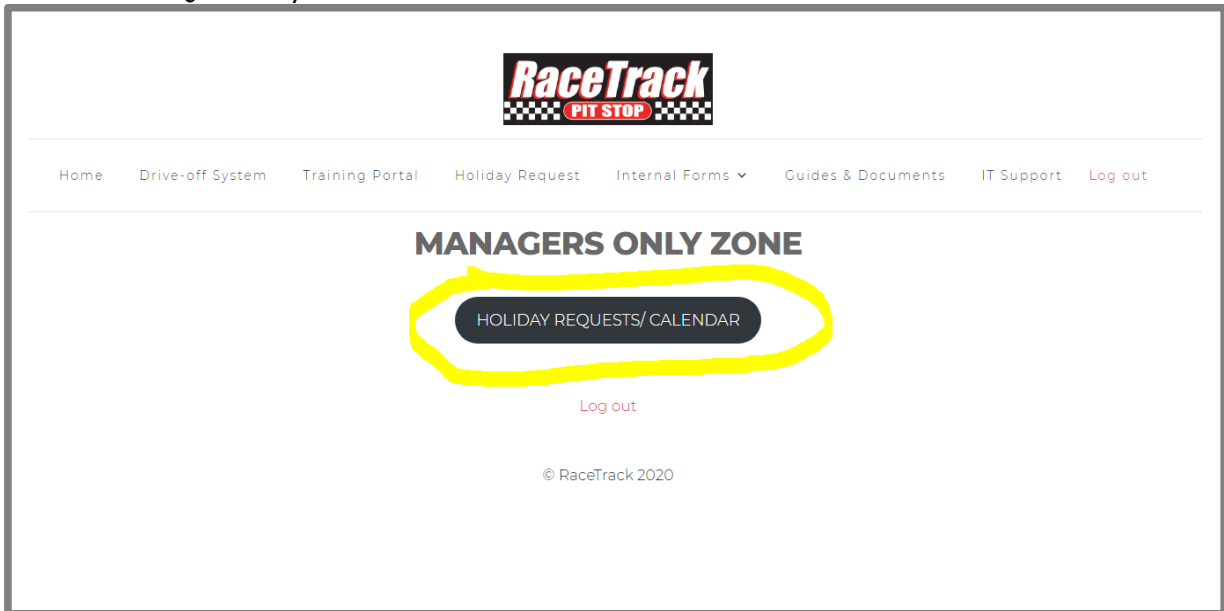 RaceTrack
PIT STOP
Home Drive-off System Training Portal Holiday Request Internal Forms Guides & Documents IT Support Log out
MANAGERS ONLY ZONE
HOLIDAY REQUESTS/ CALENDAR
Log out
© RaceTrack 2020